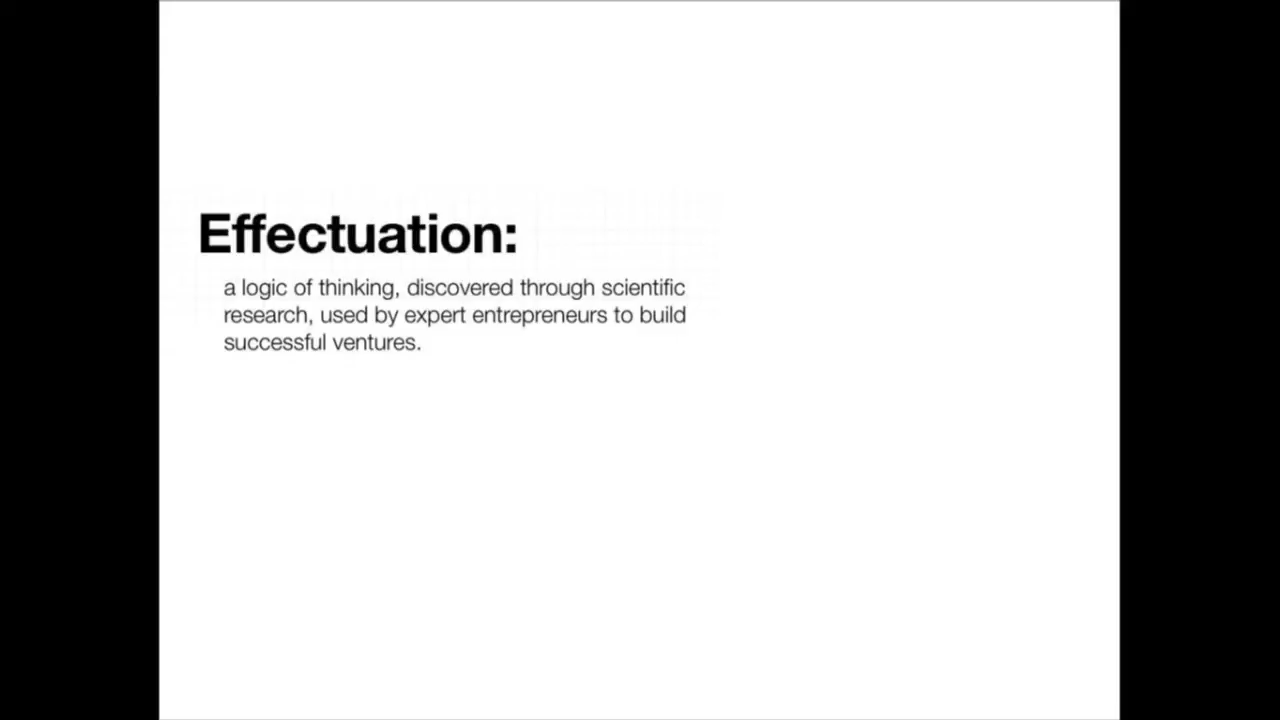 Effectuation:
a logic of thinking, discovered through scientific
research, used by expert entrepreneurs to build
successful ventures.